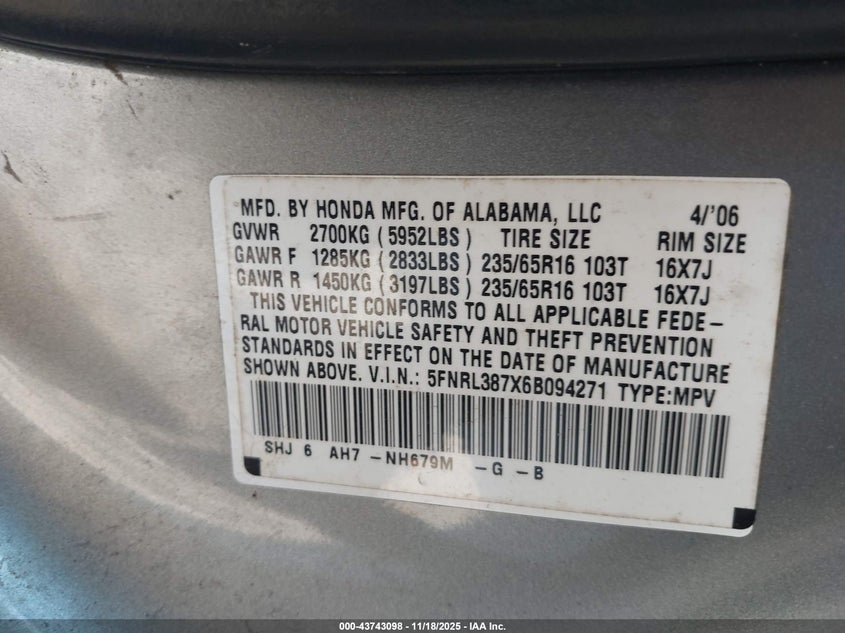 MFD. BY HONDA MFG. OF ALABAMA, LLC 4/'06
GVWR 2700KG (5952LBS) TIRE SIZE RIM SIZE
GAWR F 1285KG (2833LBS) 235/65R16 103T 16X7J
GAWR R 1450KG (3197LBS) 235/65R16 103T 16X7J
THIS VEHICLE CONFORMS TO ALL APPLICABLE FEDE-
RAL MOTOR VEHICLE SAFETY AND THEFT PREVENTION
STANDARDS IN EFFECT ON THE DATE OF MANUFACTURE
SHOWN ABOVE. V.I.N.: 5FNRL387X6B094271 TYPE:MPV
SHJ 6 AH7 -NH679M -G -B
000-43743098 - 11/18/2025 - IAA Inc.